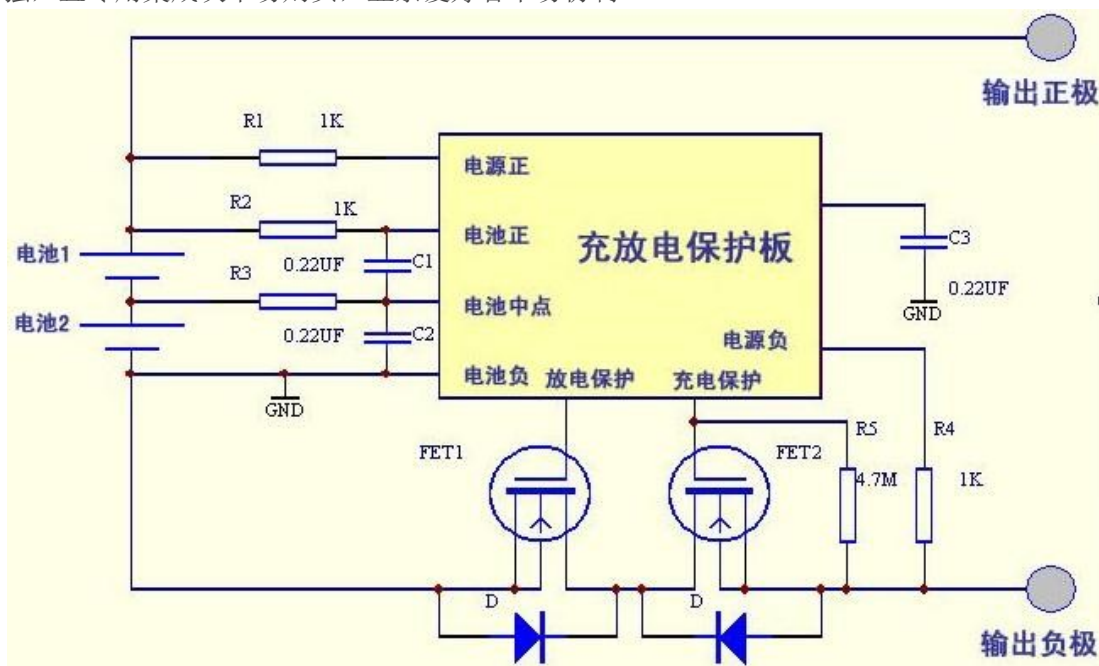 输出正极
R1 1K
电源正
R2 1K
电池正
充放电保护板
C3
电池1
0.22UF C1
R3
0.22UF
电池中点
GND
电池2
0.22UF C2
电源负
电池负 放电保护 充电保护
GND
R5 R4
FET1 FET2
4.7M 1K
D D
输出负极